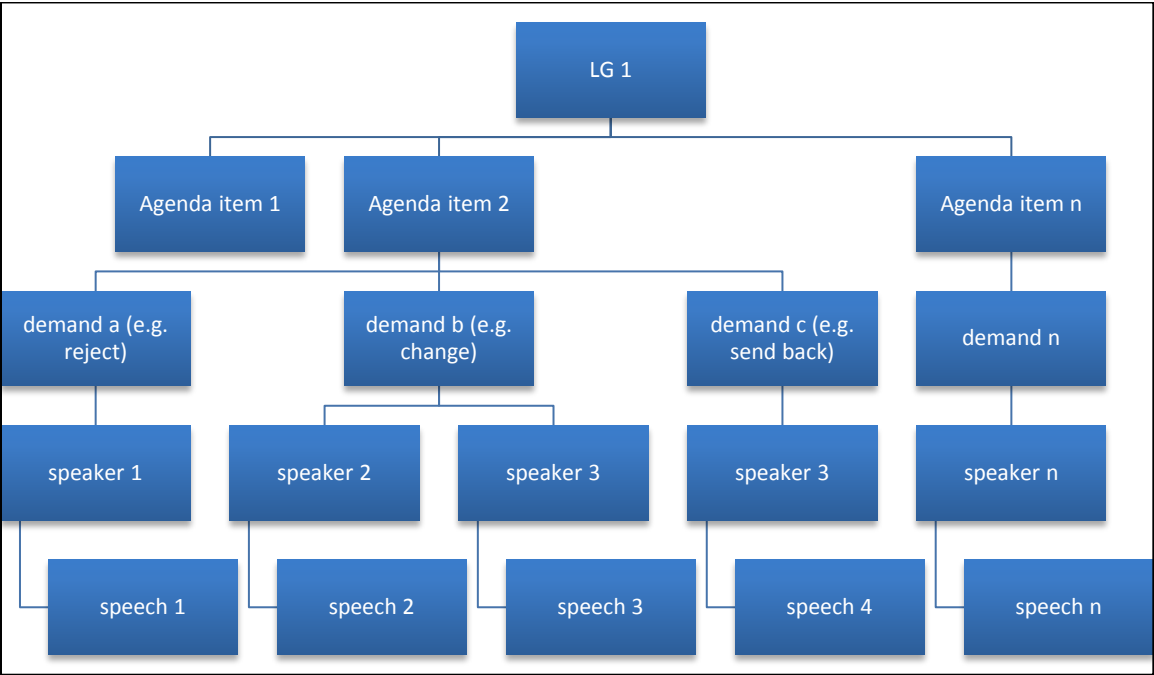 LG 1
Agenda item 1
Agenda item 2
Agenda item n
demand a (e.g.
reject)
demand b (e.g.
change)
demand c (e.g.
send back)
demand n
speaker 1
speaker 2
speaker 3
speaker 3
speaker n
speech 1
speech 2
speech 3
speech 4
speech n